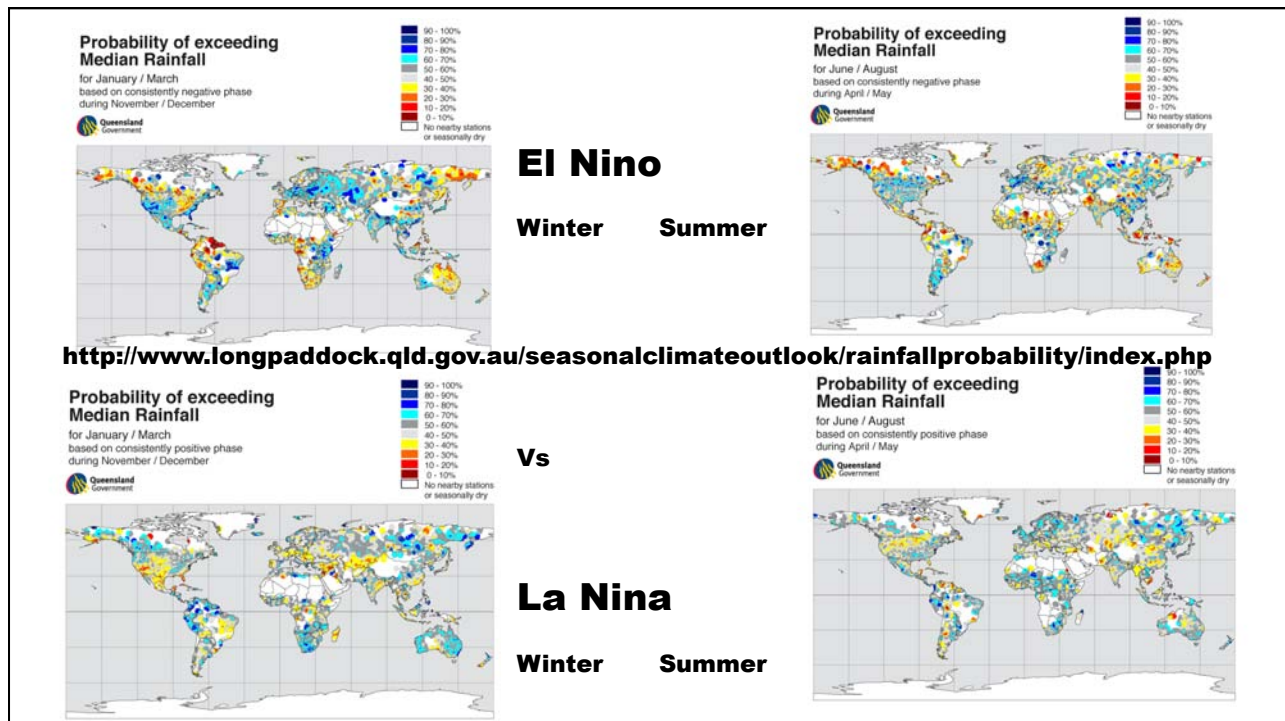 Probability of exceeding
Median Rainfall
for January / March
based on consistently negative phase
during November / December
Queensland
Government
90 - 100%
80 - 90%
70 - 80%
60 - 70%
50 - 60%
40 - 50%
30 - 40%
20 - 30%
10 - 20%
0 - 10%
No nearby stations
or seasonally dry
El Nino
Winter Summer
Probability of exceeding
Median Rainfall
for June / August
based on consistently negative phase
during April / May
Queensland
Government
90 - 100%
80 - 90%
70 - 80%
60 - 70%
50 - 60%
40 - 50%
30 - 40%
20 - 30%
10 - 20%
0 - 10%
No nearby stations
or seasonally dry
http://www.longpaddock.qld.gov.au/seasonalclimateoutlook/rainfallprobability/index.php
Probability of exceeding
Median Rainfall
for January / March
based on consistently positive phase
during November / December
Queensland
Government
90 - 100%
80 - 90%
70 - 80%
60 - 70%
50 - 60%
40 - 50%
30 - 40%
20 - 30%
10 - 20%
0 - 10%
No nearby stations
or seasonally dry
Vs
La Nina
Winter Summer
Probability of exceeding
Median Rainfall
for June / August
based on consistently positive phase
during April / May
Queensland
Government
90 - 100%
80 - 90%
70 - 80%
60 - 70%
50 - 60%
40 - 50%
30 - 40%
20 - 30%
10 - 20%
0 - 10%
No nearby stations
or seasonally dry